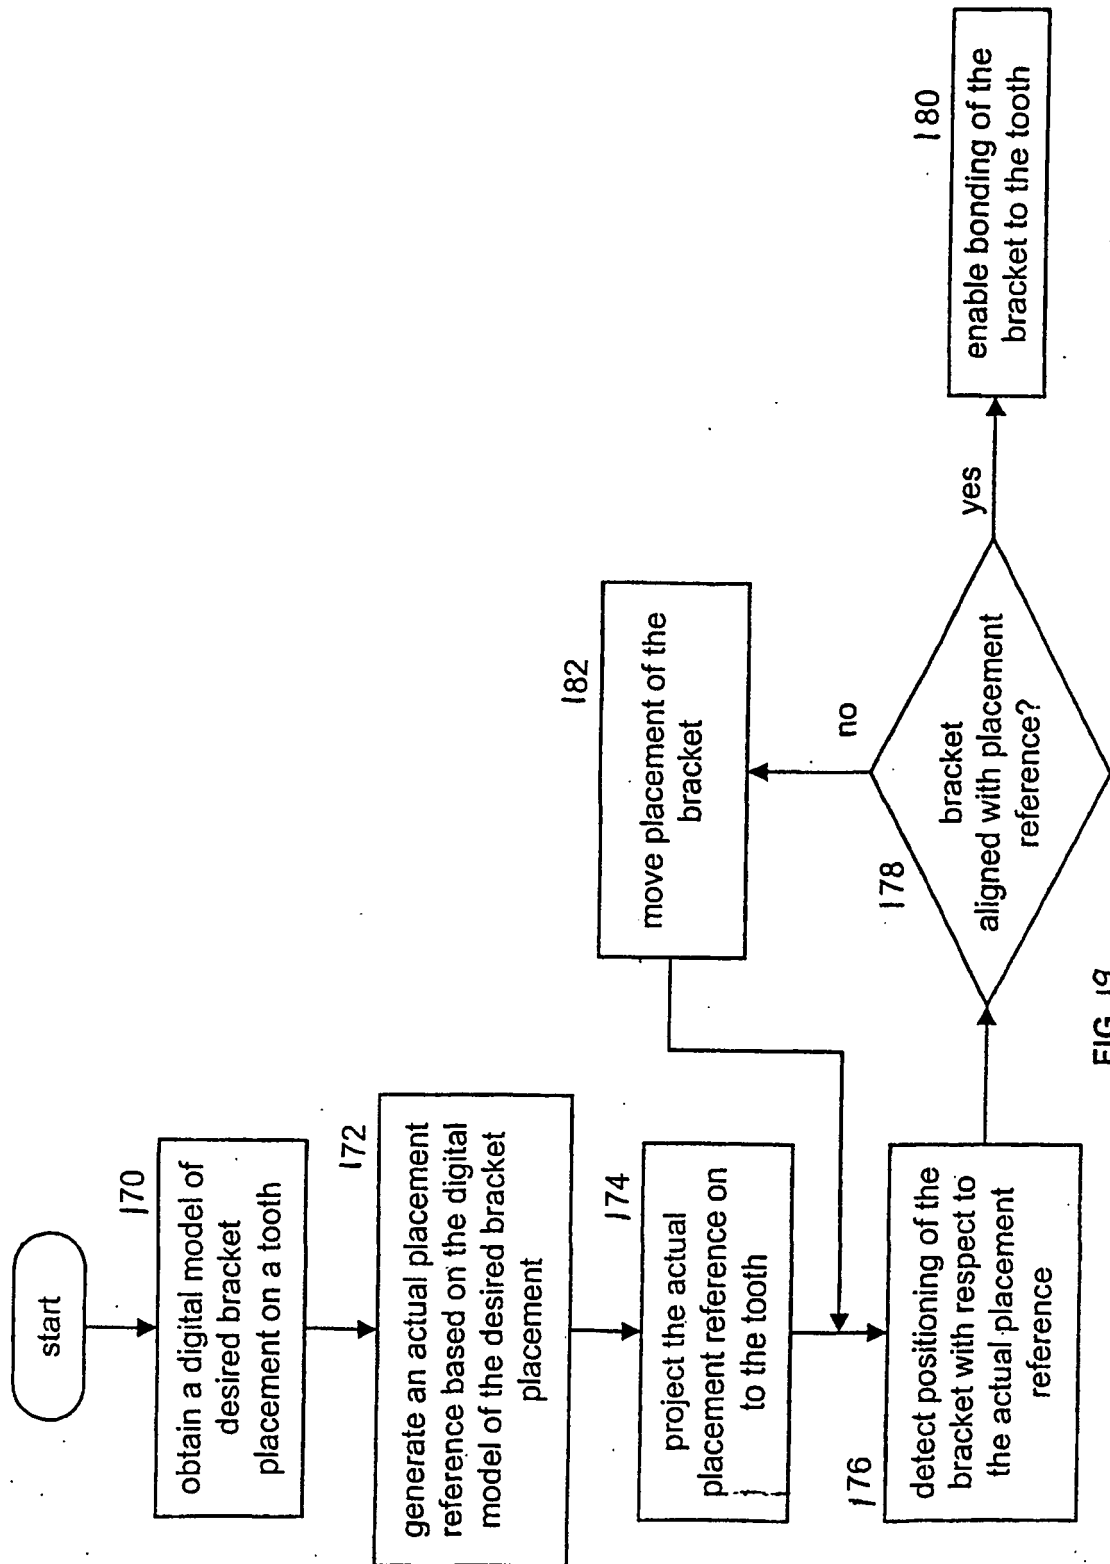 start
170
obtain a digital model of
desired bracket
placement on a tooth
172
generate an actual placement
reference based on the digital
model of the desired bracket
placement
174
project the actual
placement reference on
to the tooth
176
detect positioning of the
bracket with respect to
the actual placement
reference
178
bracket
aligned with placement
reference?
no
182
move placement of the
bracket
yes
180
enable bonding of the
bracket to the tooth
FIG. 19